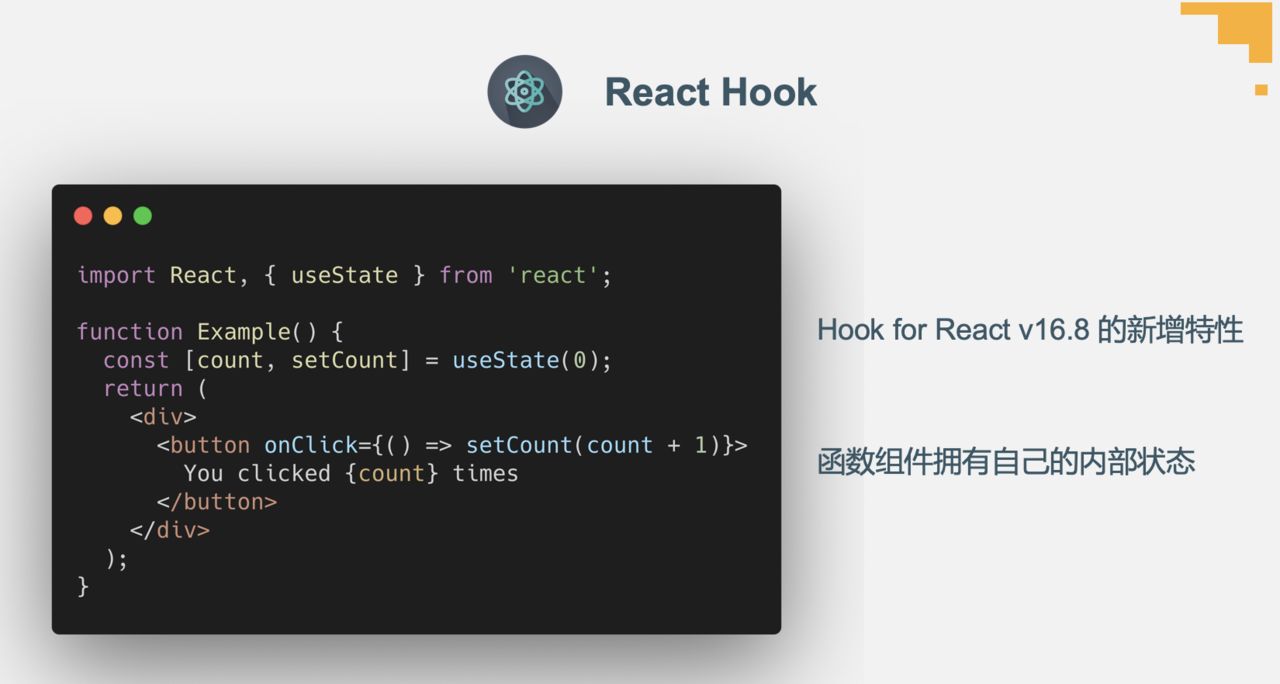 React Hook
import React, { useState } from 'react';
function Example() {
  const [count, setCount] = useState(0);
  return (
    <div>
      <button onClick={() => setCount(count + 1)}>
        You clicked {count} times
      </button>
    </div>
  );
}
Hook for React v16.8 的新增特性
函数组件拥有自己的内部状态